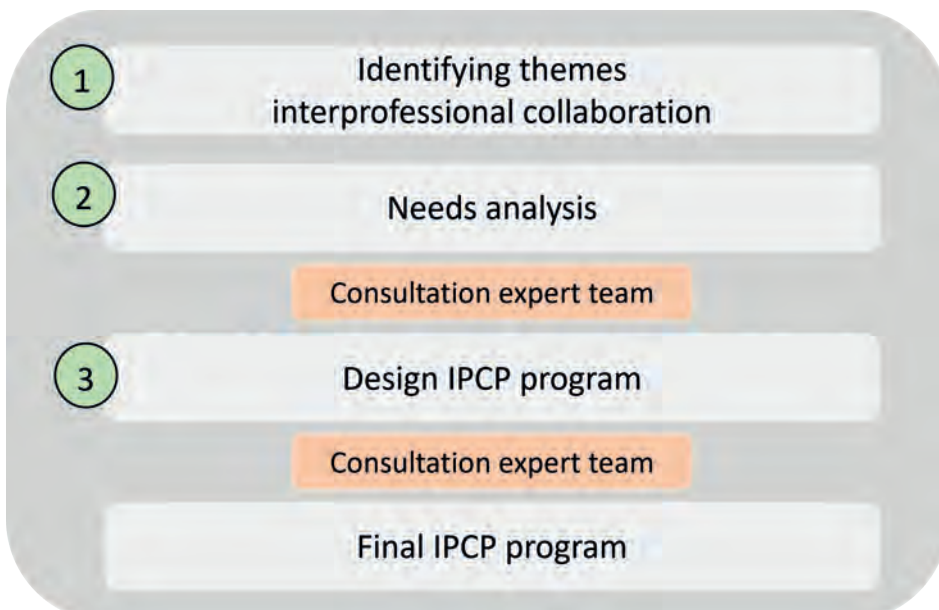 1
Identifying themes
interprofessional collaboration
2
Needs analysis
Consultation expert team
3
Design IPCP program
Consultation expert team
Final IPCP program